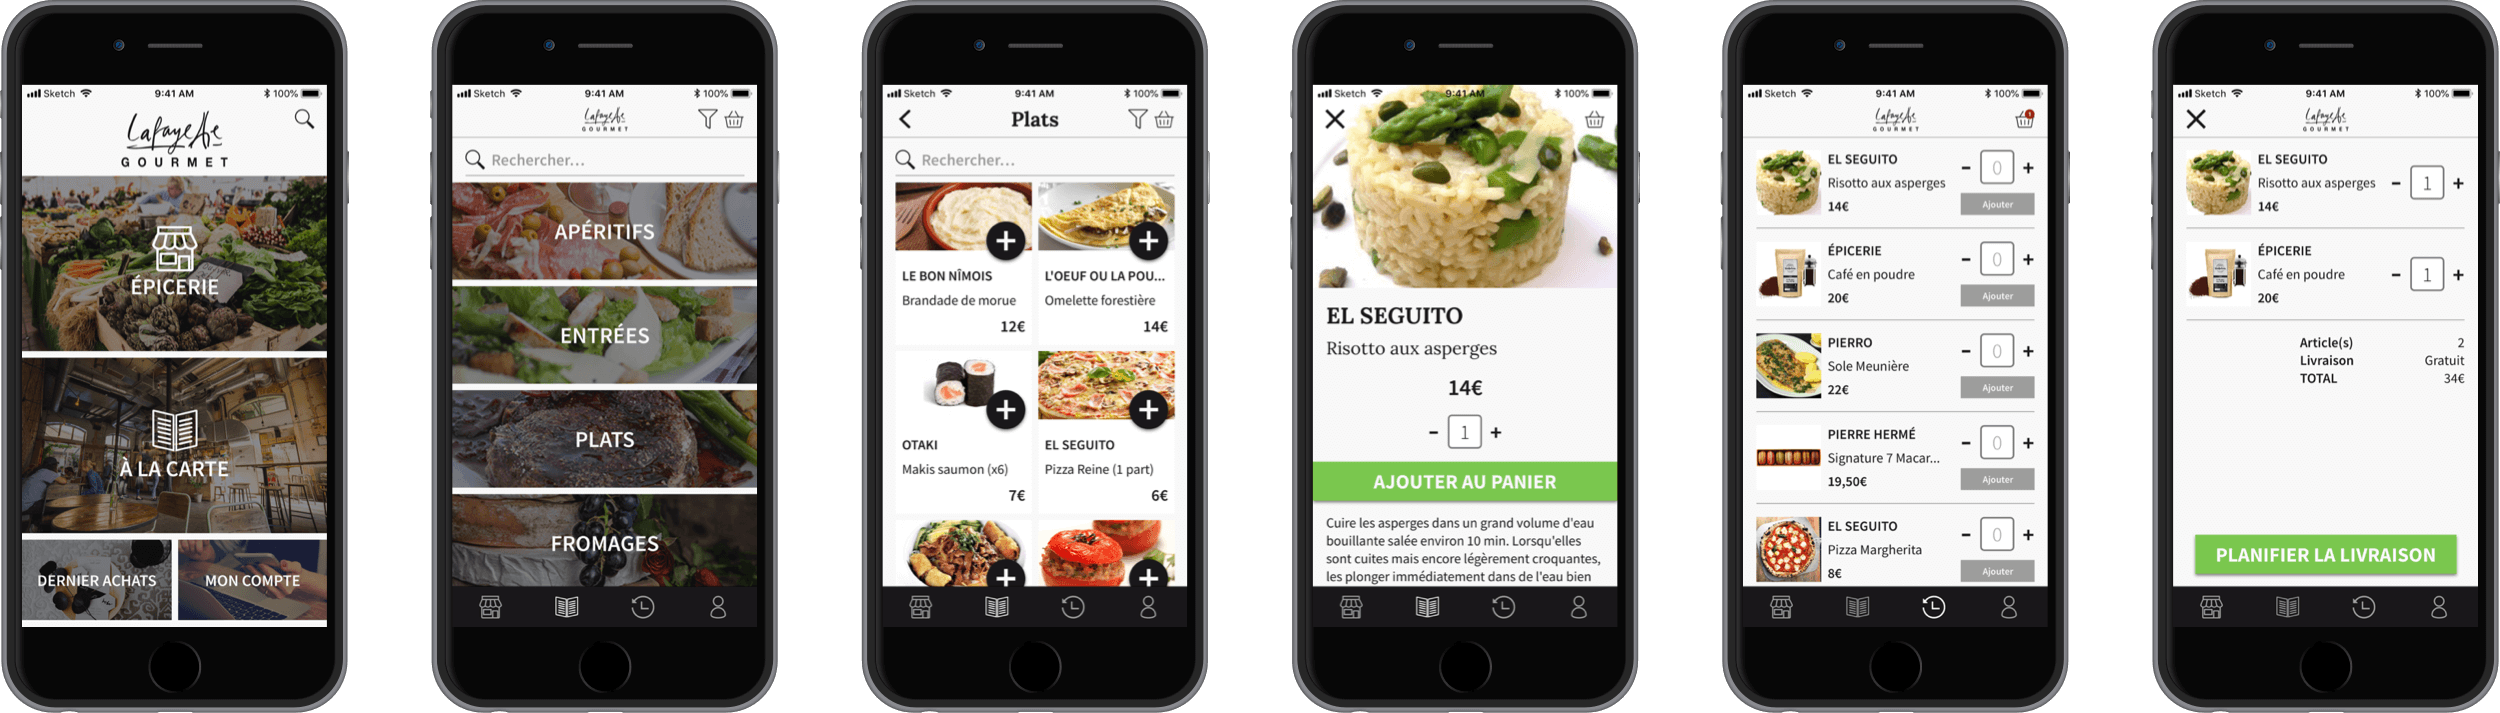 Sketch 9:41 AM 100%
Lafayette
GOURMET
ÉPICERIE
À LA CARTE
DERNIER ACHATS MON COMPTE
Sketch 9:41 AM 100%
Lafayette
GOURMET
Rechercher...
APÉRITIFS
ENTRÉES
PLATS
FROMAGES
Sketch 9:41 AM 100%
Plats
Rechercher...
LE BON NÎMOIS L'OEUF OU LA POU...
Brandade de morue Omelette forestière
12€ 14€
OTAKI EL SEGUITO
Makis saumon (x6) Pizza Reine (1 part)
7€ 6€
Sketch 9:41 AM 100%
EL SEGUITO
Risotto aux asperges
14€
- 1 +
AJOUTER AU PANIER
Cuire les asperges dans un grand volume d'eau
bouillante salée environ 10 min. Lorsqu'elles
sont cuites mais encore légèrement croquantes,
les plonger immédiatement dans de l'eau bien
Sketch 9:41 AM 100%
Lafayette
GOURMET
1
EL SEGUITO
Risotto aux asperges - 0 +
14€ Ajouter
ÉPICERIE
Café en poudre - 0 +
20€ Ajouter
PIERRO
Sole Meunière - 0 +
22€ Ajouter
PIERRE HERMÉ
Signature 7 Macar... - 0 +
19,50€ Ajouter
EL SEGUITO
Pizza Margherita - 0 +
8€ Ajouter
Sketch 9:41 AM 100%
Lafayette
GOURMET
EL SEGUITO
Risotto aux asperges - 1 +
14€
ÉPICERIE
Café en poudre - 1 +
20€
Article(s) 2
Livraison Gratuit
TOTAL 34€
PLANIFIER LA LIVRAISON